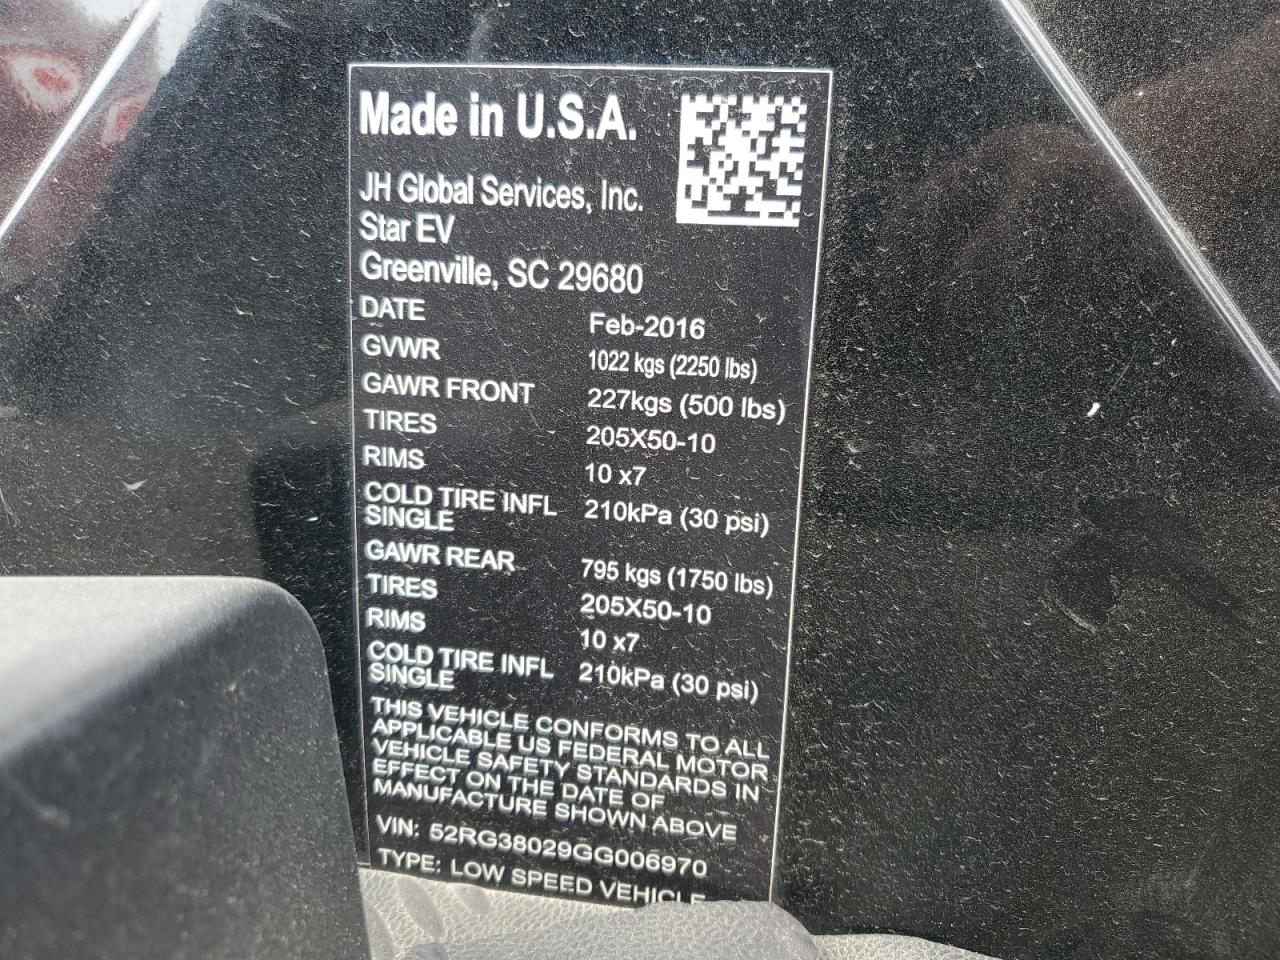 Made in U.S.A.
JH Global Services, Inc.
Star EV
Greenville, SC 29680
DATE Feb-2016
GVWR 1022 kgs (2250 lbs)
GAWR FRONT 227kgs (500 lbs)
TIRES 205X50-10
RIMS 10 x7
COLD TIRE INFL 210kPa (30 psi)
SINGLE
GAWR REAR 795 kgs (1750 lbs)
TIRES 205X50-10
RIMS 10 x7
COLD TIRE INFL 210kPa (30 psi)
SINGLE
THIS VEHICLE CONFORMS TO ALL
APPLICABLE US FEDERAL MOTOR
VEHICLE SAFETY STANDARDS IN
EFFECT ON THE DATE OF
MANUFACTURE SHOWN ABOVE
VIN: 52RG38029GG006970
TYPE: LOW SPEED VEHICLE